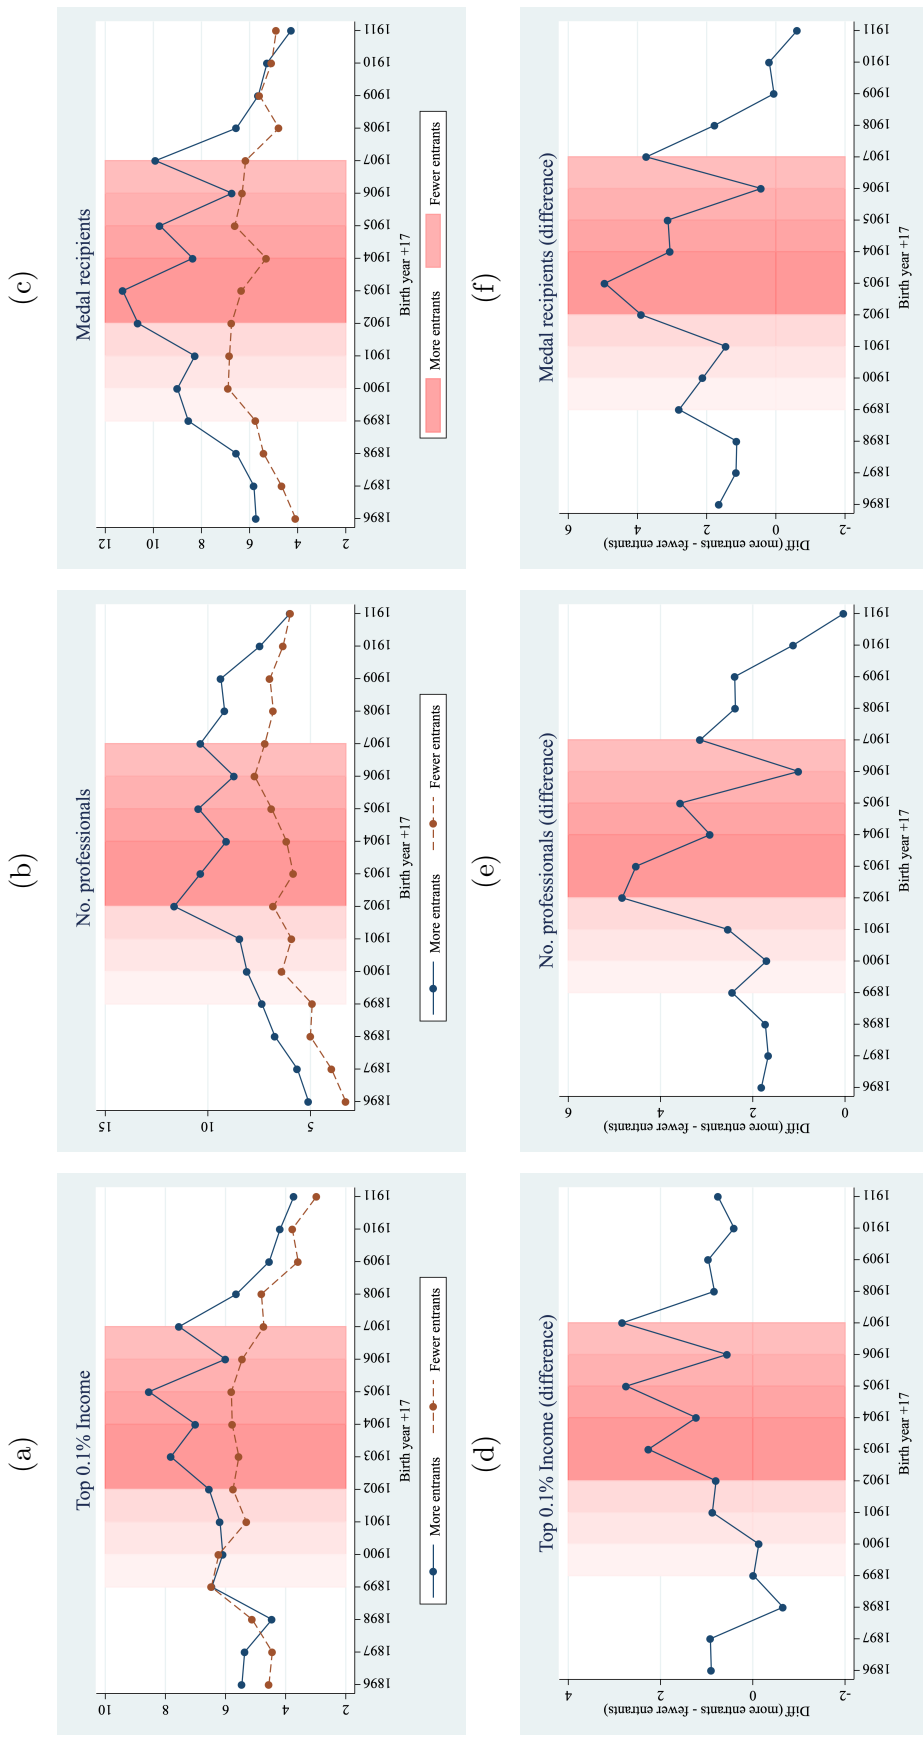 (a)
Top 0.1% Income
10
8
6
4
2
1896 1897 1898 1899 1900 1901 1902 1903 1904 1905 1906 1907 1908 1909 1910 1911
Birth year +17
More entrants Fewer entrants
(b)
No. professionals
15
10
5
1896 1897 1898 1899 1900 1901 1902 1903 1904 1905 1906 1907 1908 1909 1910 1911
Birth year +17
More entrants Fewer entrants
(c)
Medal recipients
12
10
8
6
4
2
1896 1897 1898 1899 1900 1901 1902 1903 1904 1905 1906 1907 1908 1909 1910 1911
Birth year +17
More entrants Fewer entrants
(d)
Top 0.1% Income (difference)
Diff (more entrants - fewer entrants)
4
2
0
-2
1896 1897 1898 1899 1900 1901 1902 1903 1904 1905 1906 1907 1908 1909 1910 1911
Birth year +17
(e)
No. professionals (difference)
Diff (more entrants - fewer entrants)
6
4
2
0
1896 1897 1898 1899 1900 1901 1902 1903 1904 1905 1906 1907 1908 1909 1910 1911
Birth year +17
(f)
Medal recipients (difference)
Diff (more entrants - fewer entrants)
6
4
2
0
-2
1896 1897 1898 1899 1900 1901 1902 1903 1904 1905 1906 1907 1908 1909 1910 1911
Birth year +17